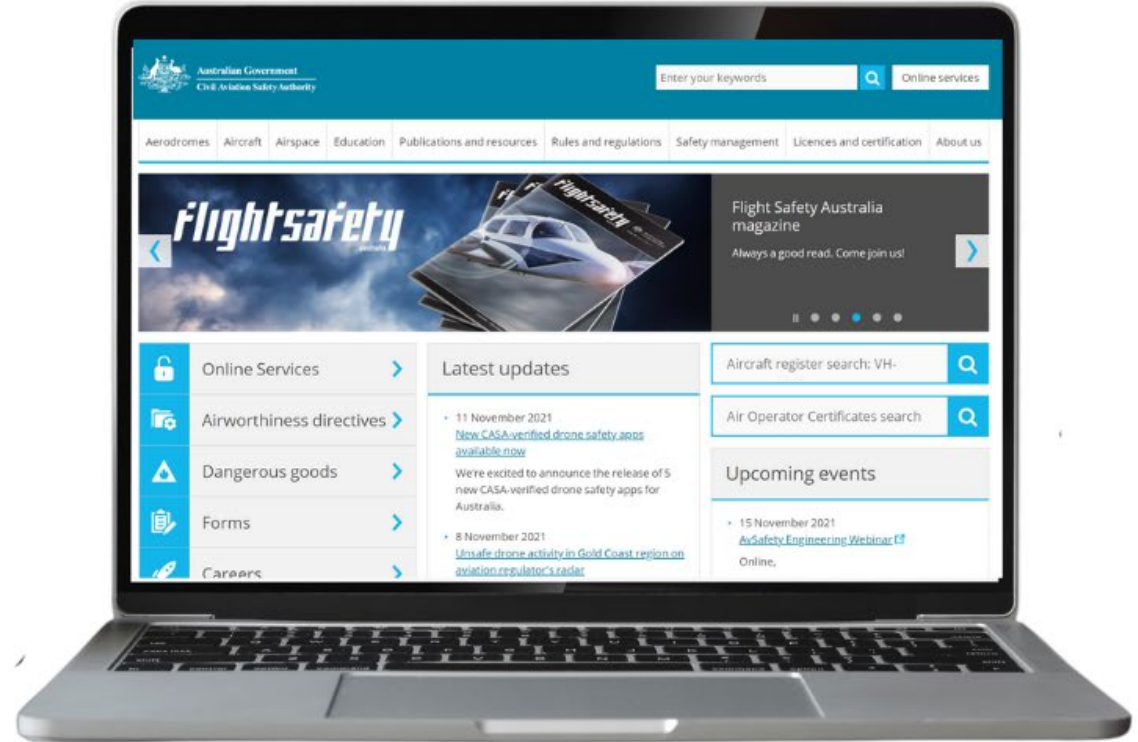 Australian Government
Civil Aviation Safety Authority
Enter your keywords
Online services
Aerodromes Aircraft Airspace Education Publications and resources Rules and regulations Safety management Licences and certification About us
flightsafety
australia
flightsafety
Flight Safety Australia
magazine
Always a good read. Come join us!
Online Services
Airworthiness directives
Dangerous goods
Forms
Careers
Latest updates
11 November 2021
New CASA-verified drone safety apps
available now
We're excited to announce the release of 5
new CASA-verified drone safety apps for
Australia.
8 November 2021
Unsafe drone activity in Gold Coast region on
aviation regulator's radar
Aircraft register search: VH-
Air Operator Certificates search
Upcoming events
15 November 2021
AvSafety Engineering Webinar
Online,